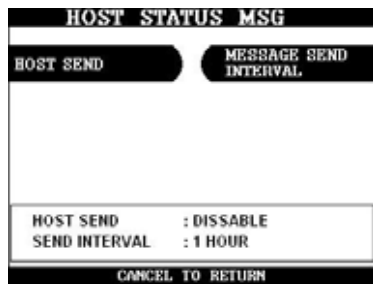 HOST STATUS MSG
HOST SEND
MESSAGE SEND
INTERVAL
HOST SEND : DISSABLE
SEND INTERVAL : 1 HOUR
CANCEL TO RETURN